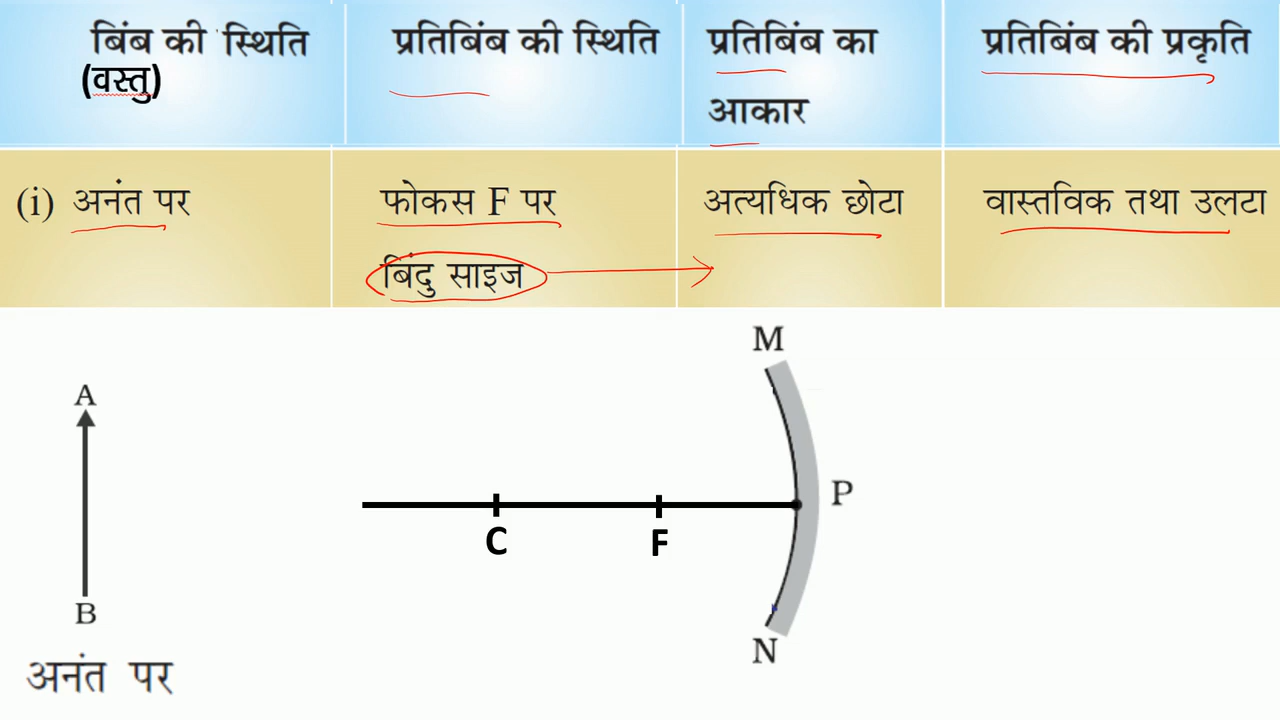 बिंब की स्थिति
(वस्तु)
प्रतिबिंब की स्थिति
प्रतिबिंब का
आकार
प्रतिबिंब की प्रकृति
(i) अनंत पर
फोकस F पर
बिंदु साइज
अत्यधिक छोटा
वास्तविक तथा उलटा
M
A
P
C
F
B
N
अनंत पर